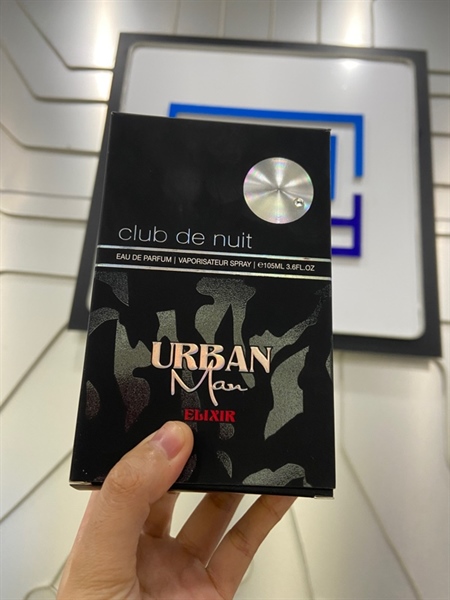 club de nuit
EAU DE PARFUM | VAPORISATEUR SPRAY | ℮105ML 3.6FL.OZ
URBAN
Man
ELIXIR